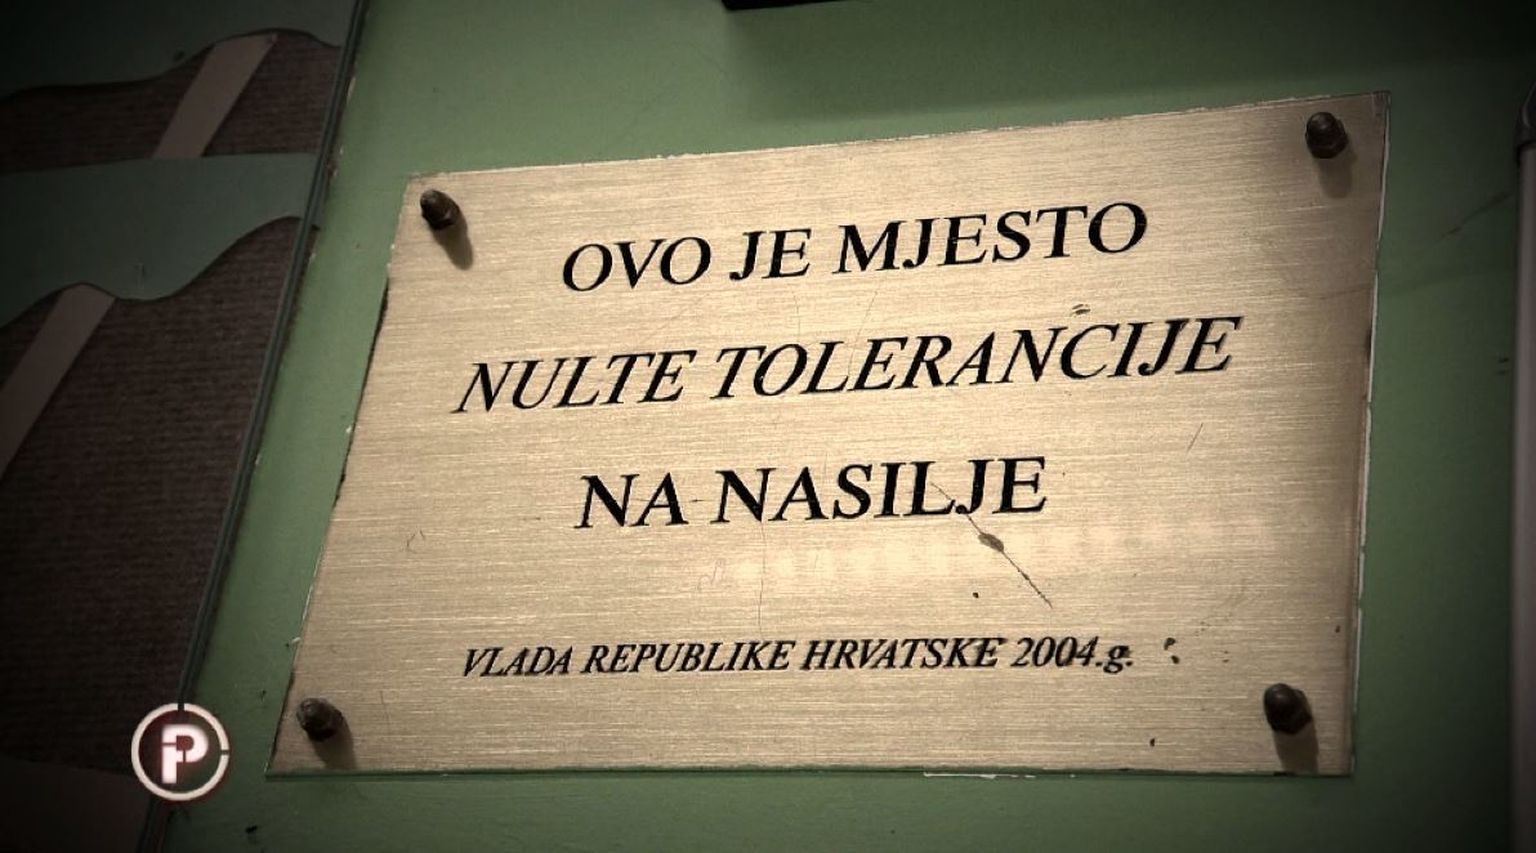 OVO JE MJESTO
NULTE TOLERANCIJE
NA NASILJE
VLADA REPUBLIKE HRVATSKE 2004.g.
P